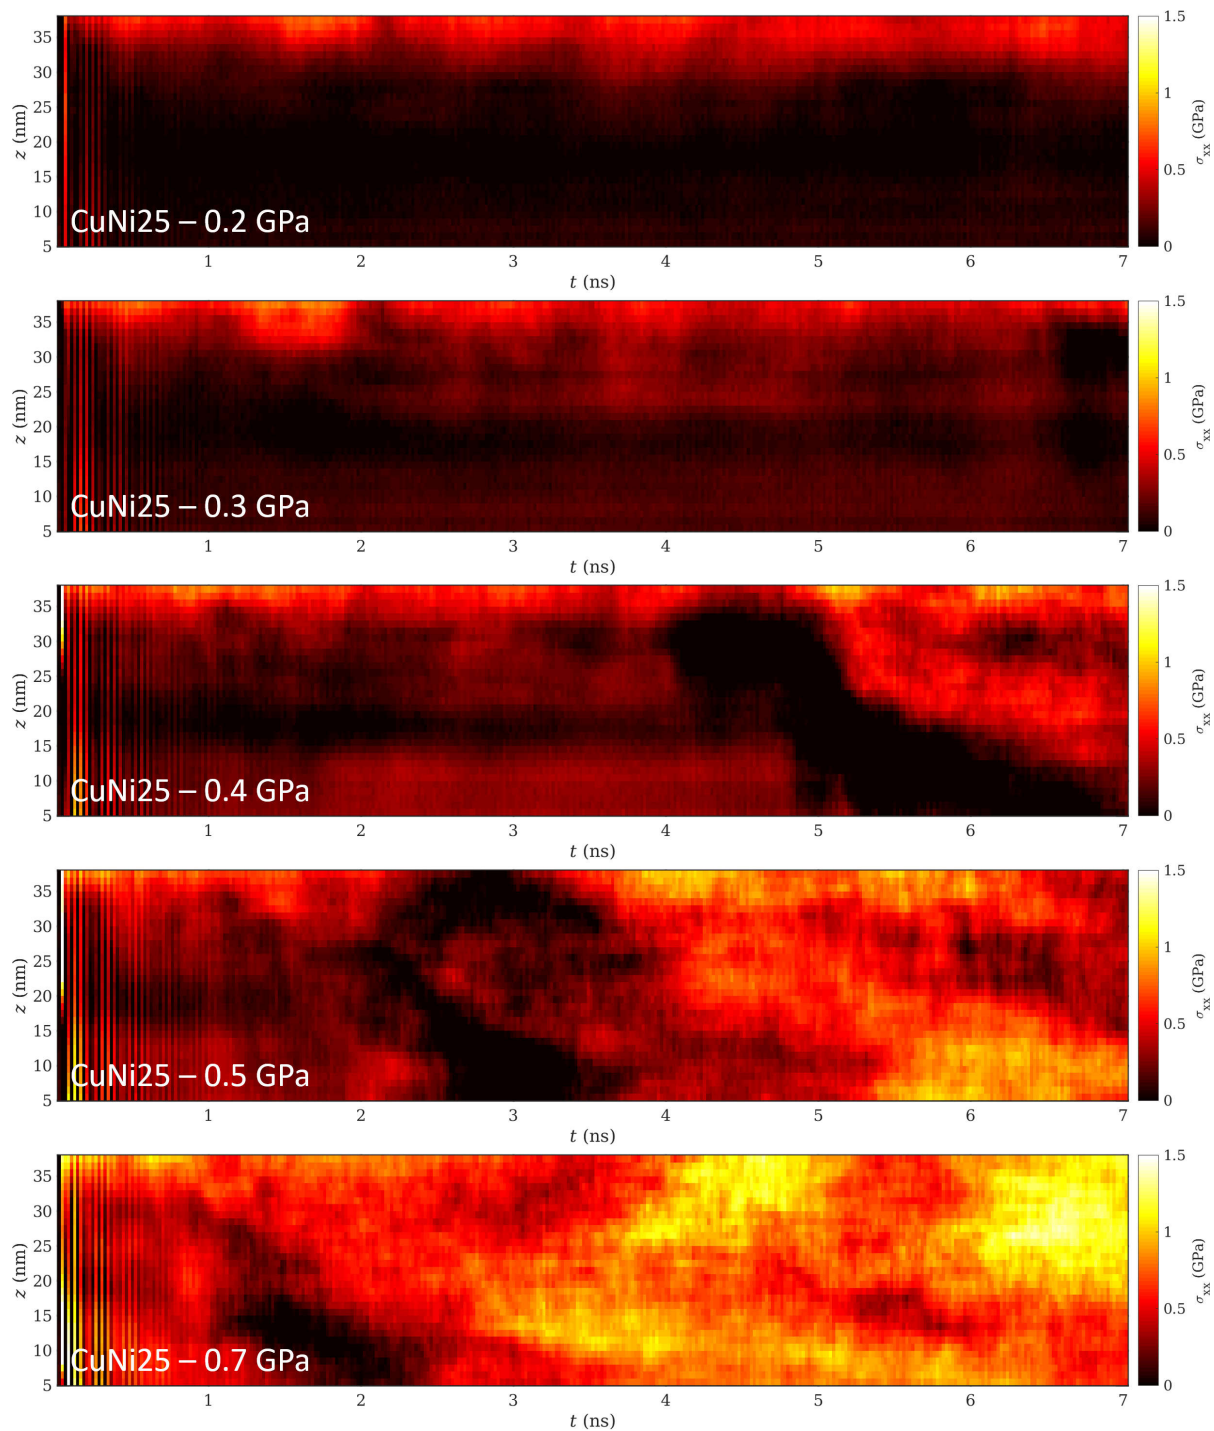 35
30
25
20
15
10
5
z (nm)
CuNi25 – 0.2 GPa
1 2 3 4 5 6 7
t (ns)
1.5
1
0.5
0
σxx (GPa)
35
30
25
20
15
10
5
z (nm)
CuNi25 – 0.3 GPa
1 2 3 4 5 6 7
t (ns)
1.5
1
0.5
0
σxx (GPa)
35
30
25
20
15
10
5
z (nm)
CuNi25 – 0.4 GPa
1 2 3 4 5 6 7
t (ns)
1.5
1
0.5
0
σxx (GPa)
35
30
25
20
15
10
5
z (nm)
CuNi25 – 0.5 GPa
1 2 3 4 5 6 7
t (ns)
1.5
1
0.5
0
σxx (GPa)
35
30
25
20
15
10
5
z (nm)
CuNi25 – 0.7 GPa
1 2 3 4 5 6 7
t (ns)
1.5
1
0.5
0
σxx (GPa)